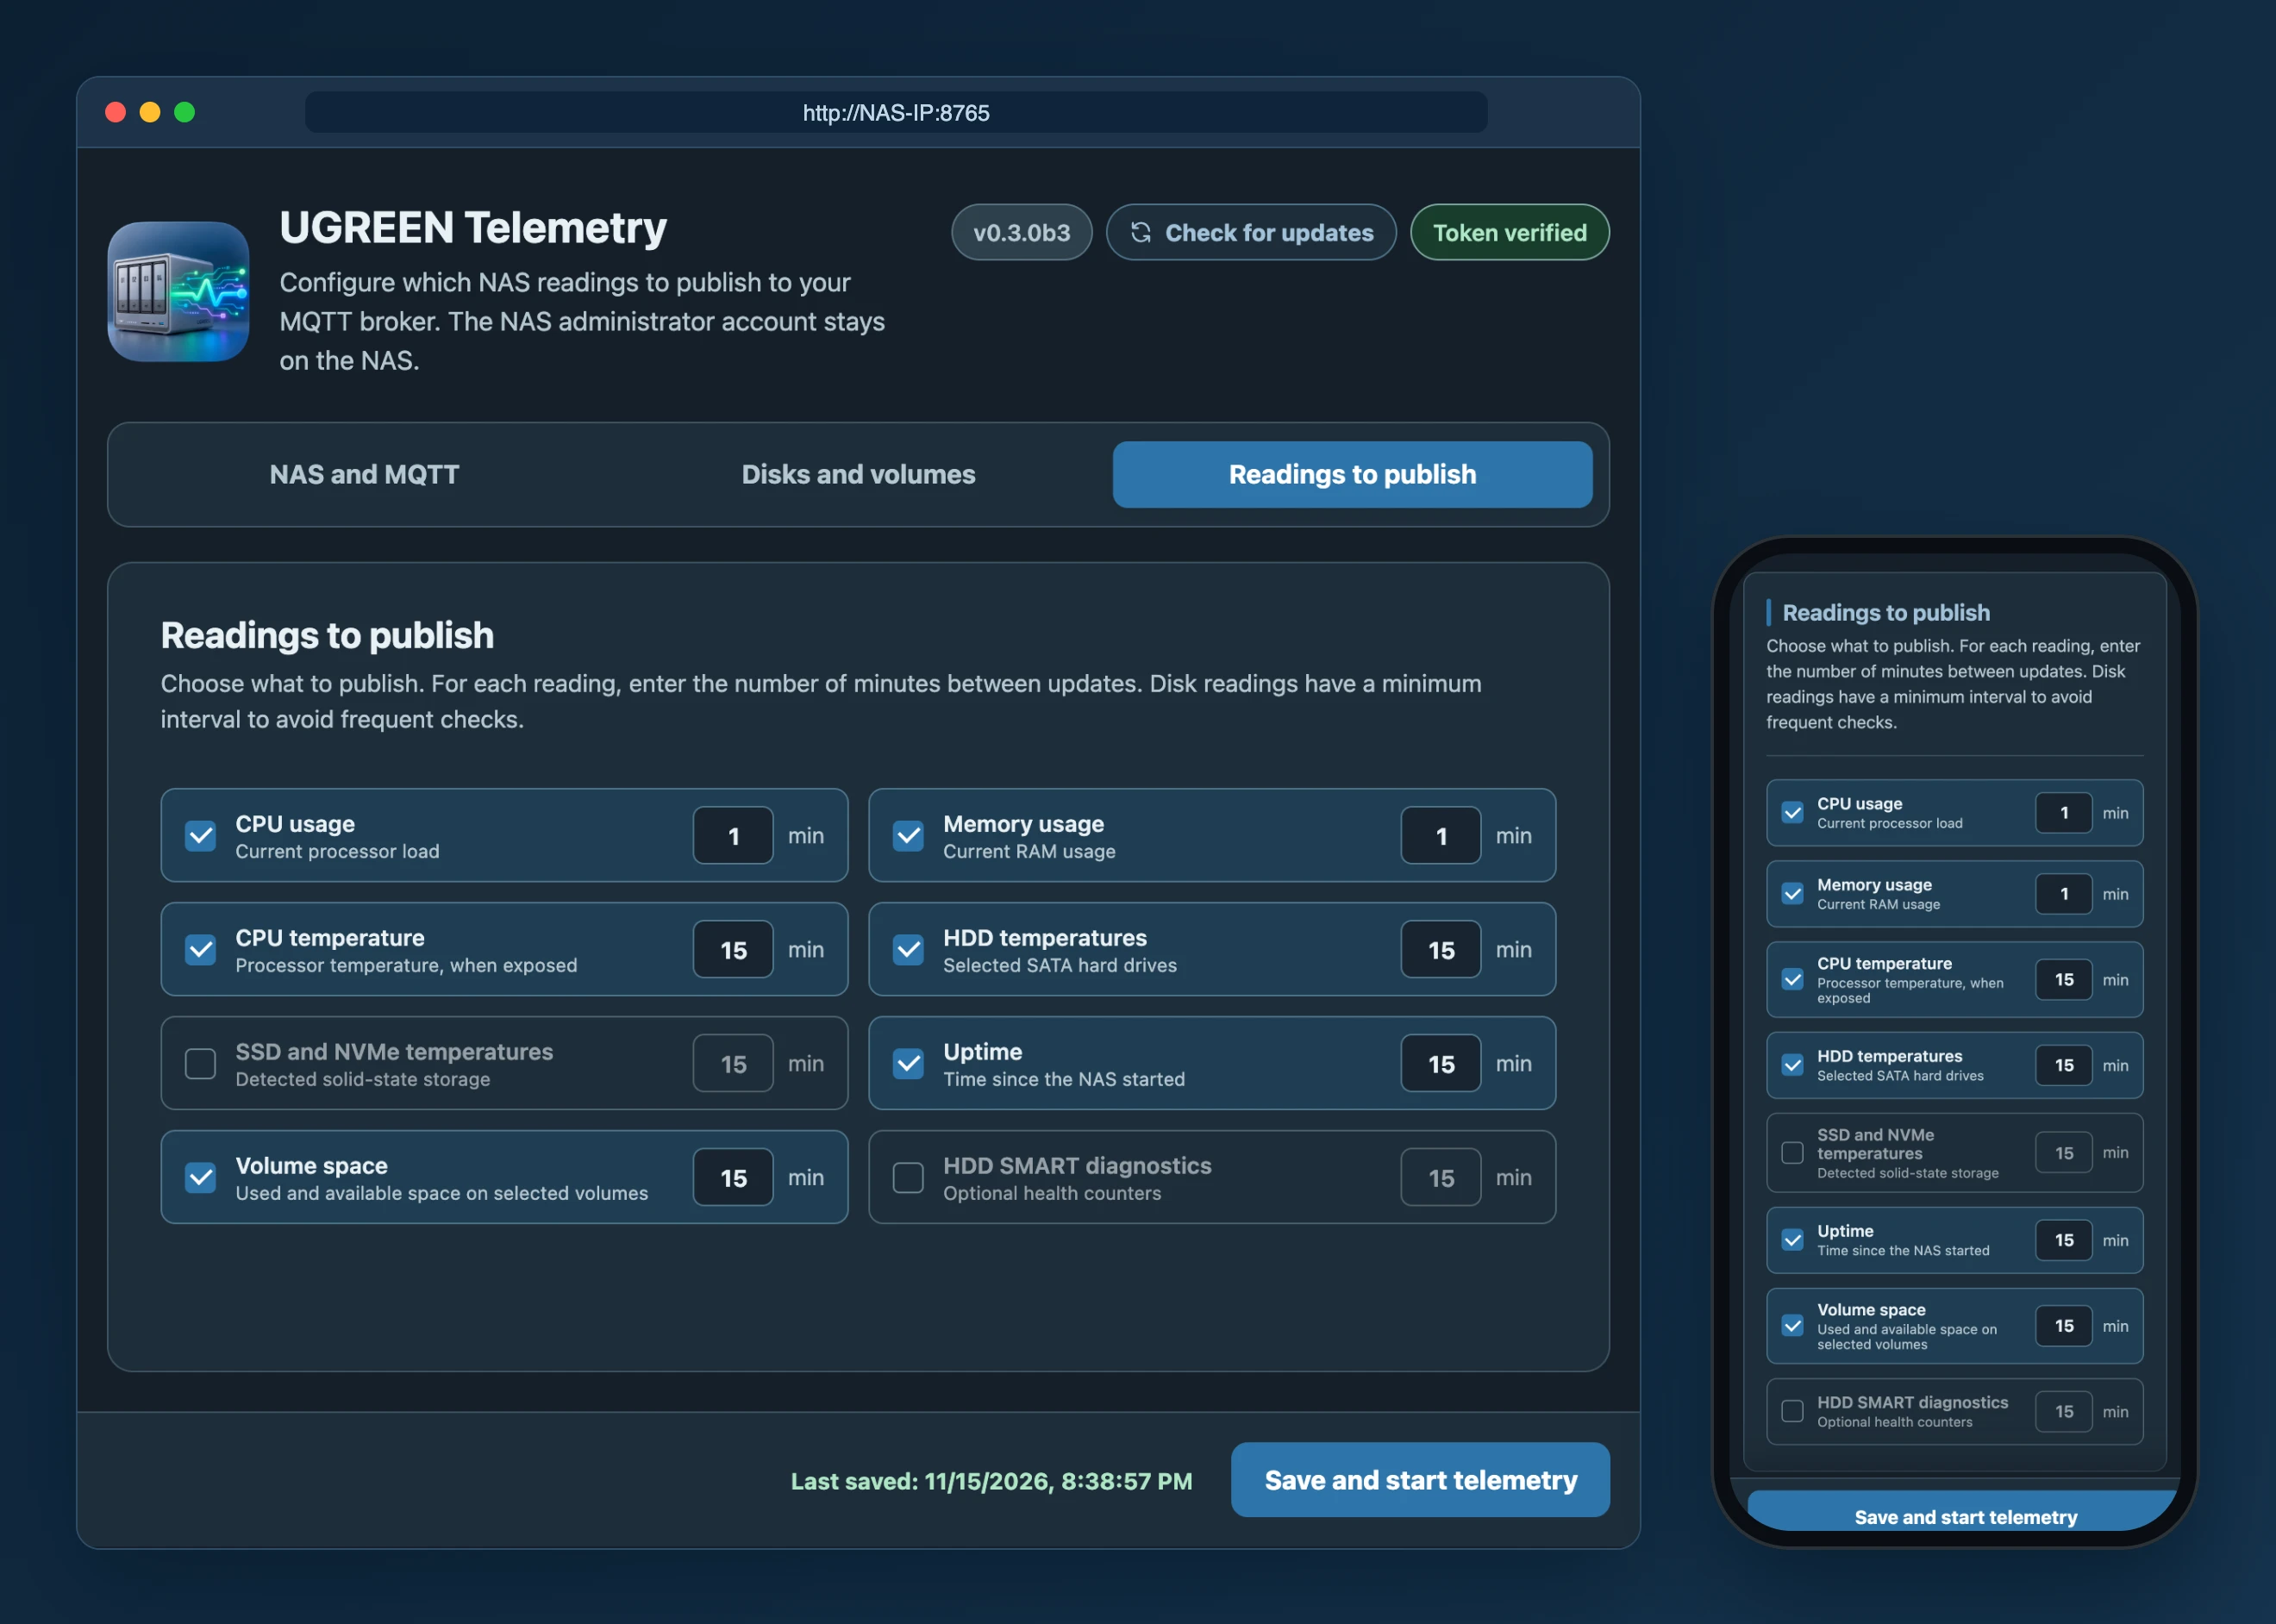 http://NAS-IP:8765
UGREEN Telemetry
Configure which NAS readings to publish to your
MQTT broker. The NAS administrator account stays
on the NAS.
v0.3.0b3
Check for updates
Token verified
NAS and MQTT
Disks and volumes
Readings to publish
Readings to publish
Choose what to publish. For each reading, enter the number of minutes between updates. Disk readings have a minimum
interval to avoid frequent checks.
CPU usage
Current processor load
1 min
Memory usage
Current RAM usage
1 min
CPU temperature
Processor temperature, when exposed
15 min
HDD temperatures
Selected SATA hard drives
15 min
SSD and NVMe temperatures
Detected solid-state storage
15 min
Uptime
Time since the NAS started
15 min
Volume space
Used and available space on selected volumes
15 min
HDD SMART diagnostics
Optional health counters
15 min
Last saved: 11/15/2026, 8:38:57 PM
Save and start telemetry
Readings to publish
Choose what to publish. For each reading, enter
the number of minutes between updates. Disk
readings have a minimum interval to avoid
frequent checks.
CPU usage
Current processor load
1 min
Memory usage
Current RAM usage
1 min
CPU temperature
Processor temperature, when
exposed
15 min
HDD temperatures
Selected SATA hard drives
15 min
SSD and NVMe
temperatures
Detected solid-state storage
15 min
Uptime
Time since the NAS started
15 min
Volume space
Used and available space on
selected volumes
15 min
HDD SMART diagnostics
Optional health counters
15 min
Save and start telemetry